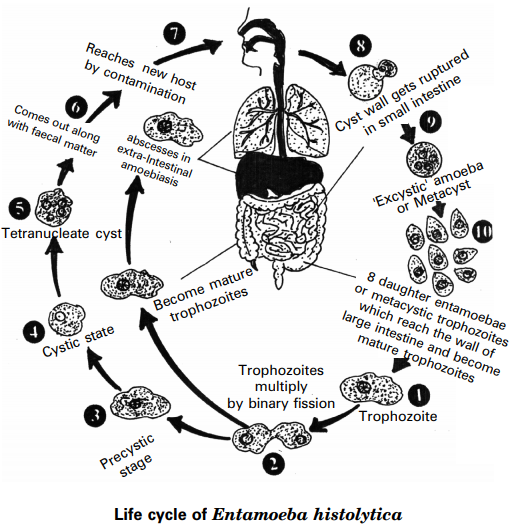 7
Reaches new host
by contamination
8
Cyst wall gets ruptured
in small intestine
6
Comes out along
with faecal matter
abscesses in
extra-Intestinal
amoebiasis
9
'Excystic' amoeba
or Metacyst
5
Tetranucleate cyst
10
Become mature
trophozoites
8 daughter entamoebae
or metacystic trophozoites
which reach the wall of
large intestine and become
mature trophozoites
4
Cystic state
Trophozoites
multiply
by binary fission
1
Trophozoite
3
Precystic
stage
2
Life cycle of Entamoeba histolytica